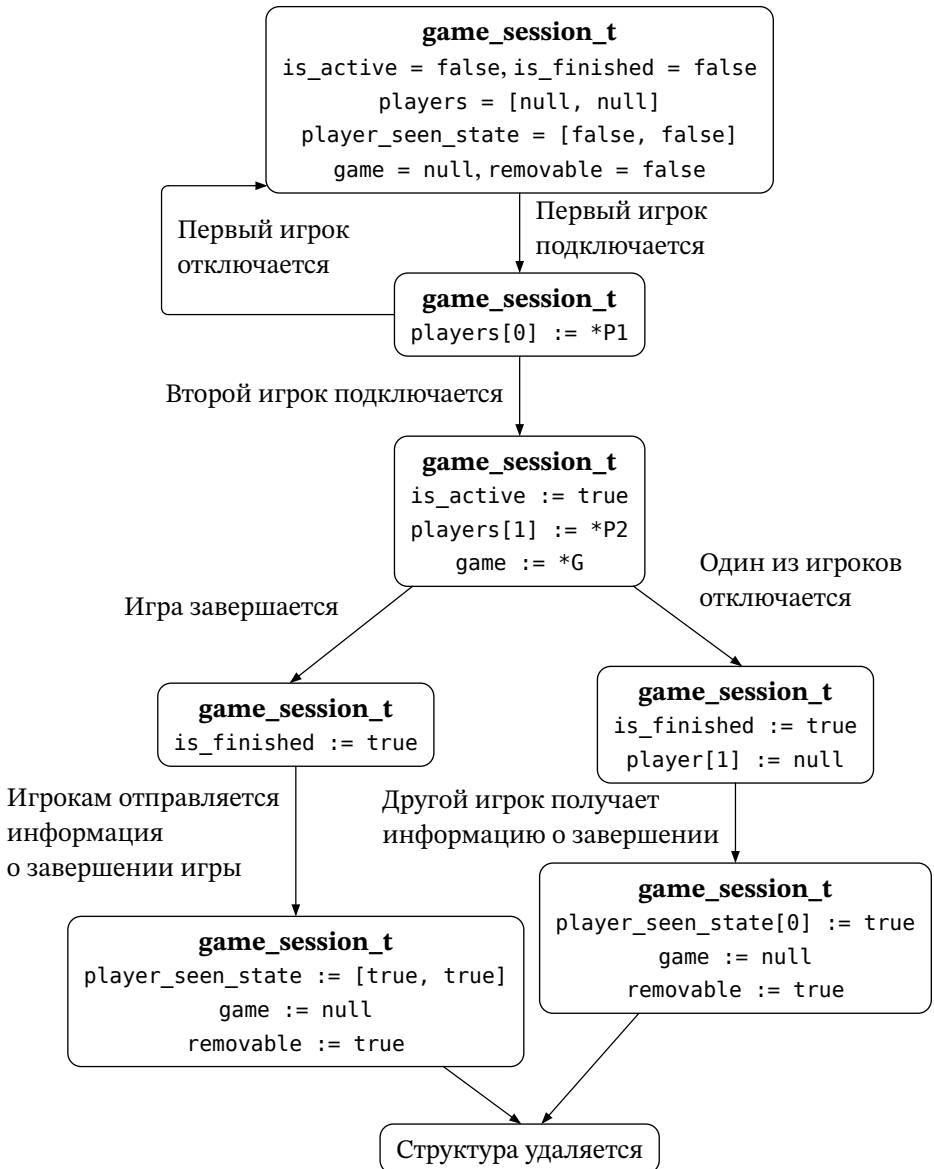 game_session_t
is_active = false, is_finished = false
players = [null, null]
player_seen_state = [false, false]
game = null, removable = false
Первый игрок
отключается
Первый игрок
подключается
game_session_t
players[0] := *P1
Второй игрок подключается
game_session_t
is_active := true
players[1] := *P2
game := *G
Игра завершается
Один из игроков
отключается
game_session_t
is_finished := true
game_session_t
is_finished := true
player[1] := null
Игрокам отправляется
информация
о завершении игры
Другой игрок получает
информацию о завершении
game_session_t
player_seen_state := [true, true]
game := null
removable := true
game_session_t
player_seen_state[0] := true
game := null
removable := true
Структура удаляется